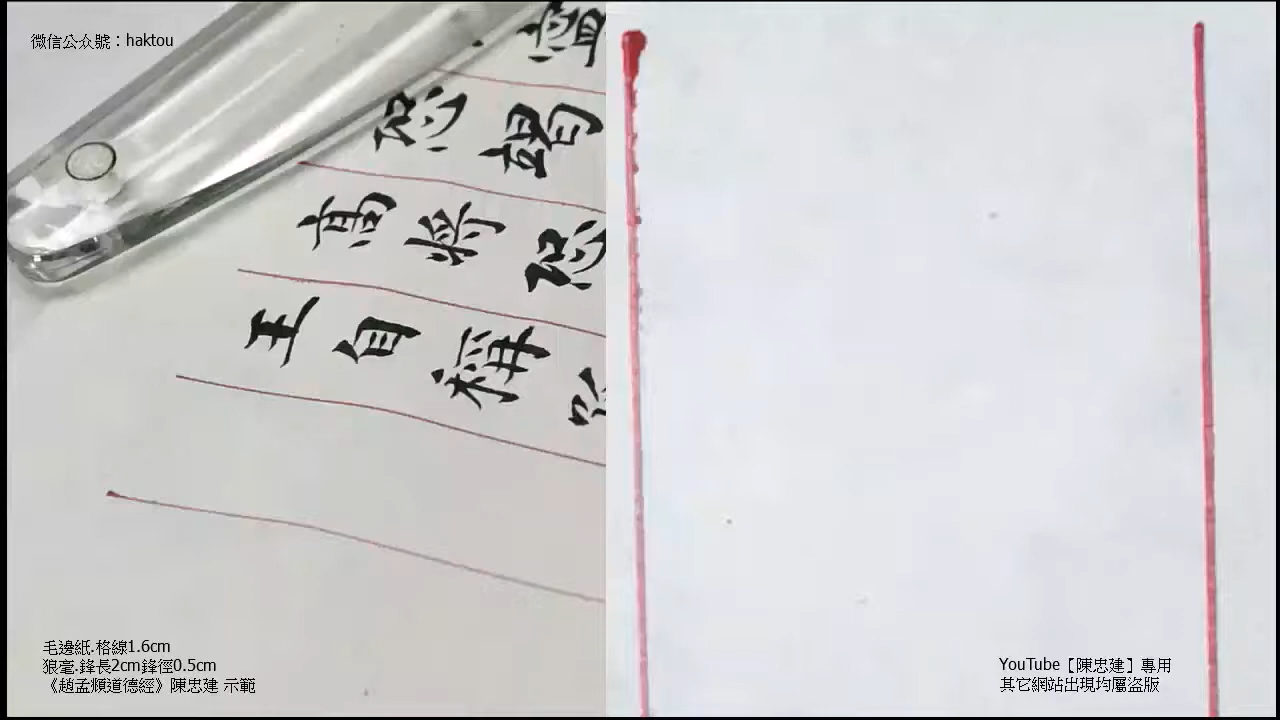 微信公众號：haktou
盈
恐竭
高將恐
王自稱
毛邊紙.格線1.6cm
狼毫.鋒長2cm鋒徑0.5cm
《趙孟頫道德經》陳忠建 示範
YouTube［陳忠建］專用
其它網站出現均屬盜版